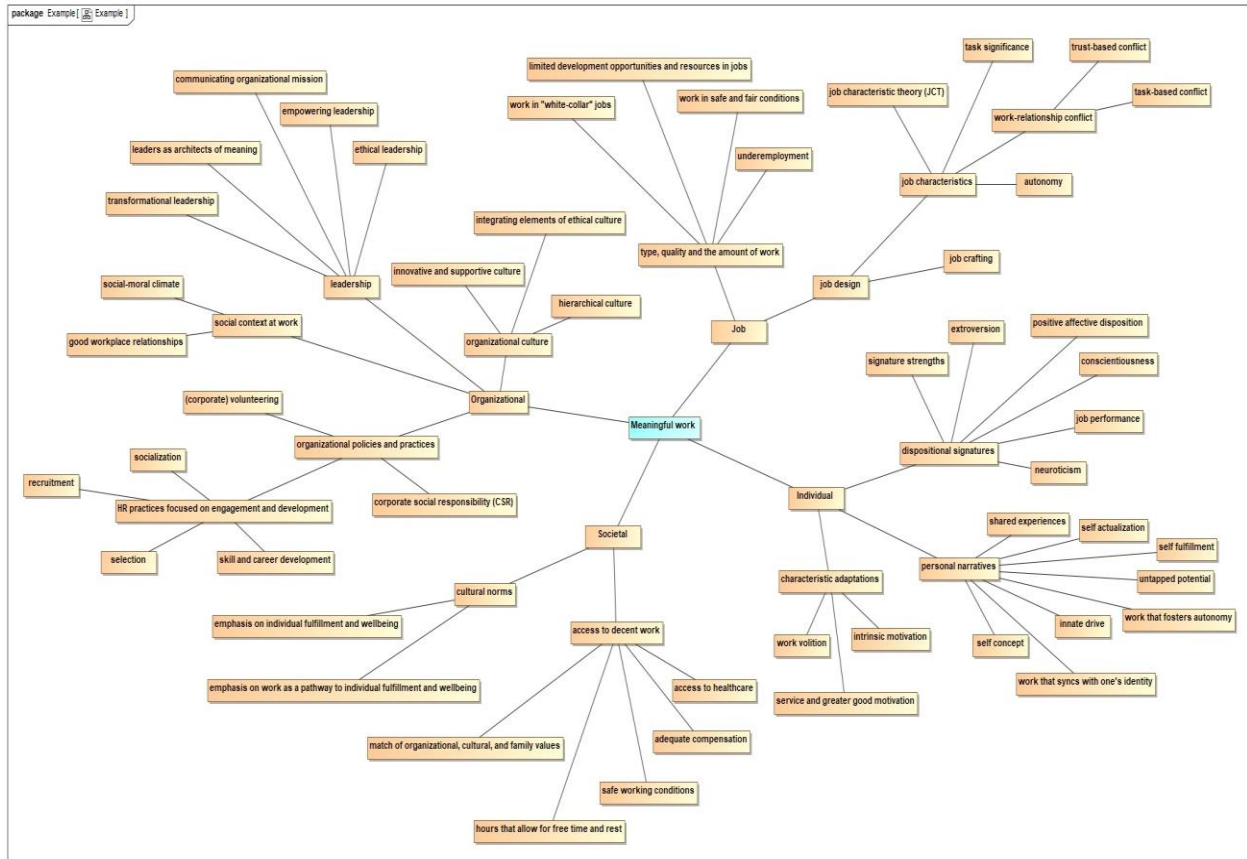 package Example [ Example ]
task significance
trust-based conflict
limited development opportunities and resources in jobs
communicating organizational mission
job characteristic theory (JCT)
task-based conflict
work in "white-collar" jobs
work in safe and fair conditions
empowering leadership
work-relationship conflict
leaders as architects of meaning
ethical leadership
underemployment
job characteristics
autonomy
transformational leadership
integrating elements of ethical culture
type, quality and the amount of work
job crafting
innovative and supportive culture
social-moral climate
leadership
job design
hierarchical culture
social context at work
positive affective disposition
extroversion
Job
good workplace relationships
organizational culture
signature strengths
conscientiousness
(corporate) volunteering
Organizational
job performance
Meaningful work
organizational policies and practices
dispositional signatures
socialization
neuroticism
recruitment
Individual
corporate social responsibility (CSR)
HR practices focused on engagement and development
shared experiences
self actualization
Societal
self fulfillment
selection
skill and career development
personal narratives
untapped potential
characteristic adaptations
cultural norms
work that fosters autonomy
emphasis on individual fulfillment and wellbeing
access to decent work
innate drive
work volition
intrinsic motivation
self concept
emphasis on work as a pathway to individual fulfillment and wellbeing
access to healthcare
work that syncs with one's identity
service and greater good motivation
match of organizational, cultural, and family values
adequate compensation
safe working conditions
hours that allow for free time and rest